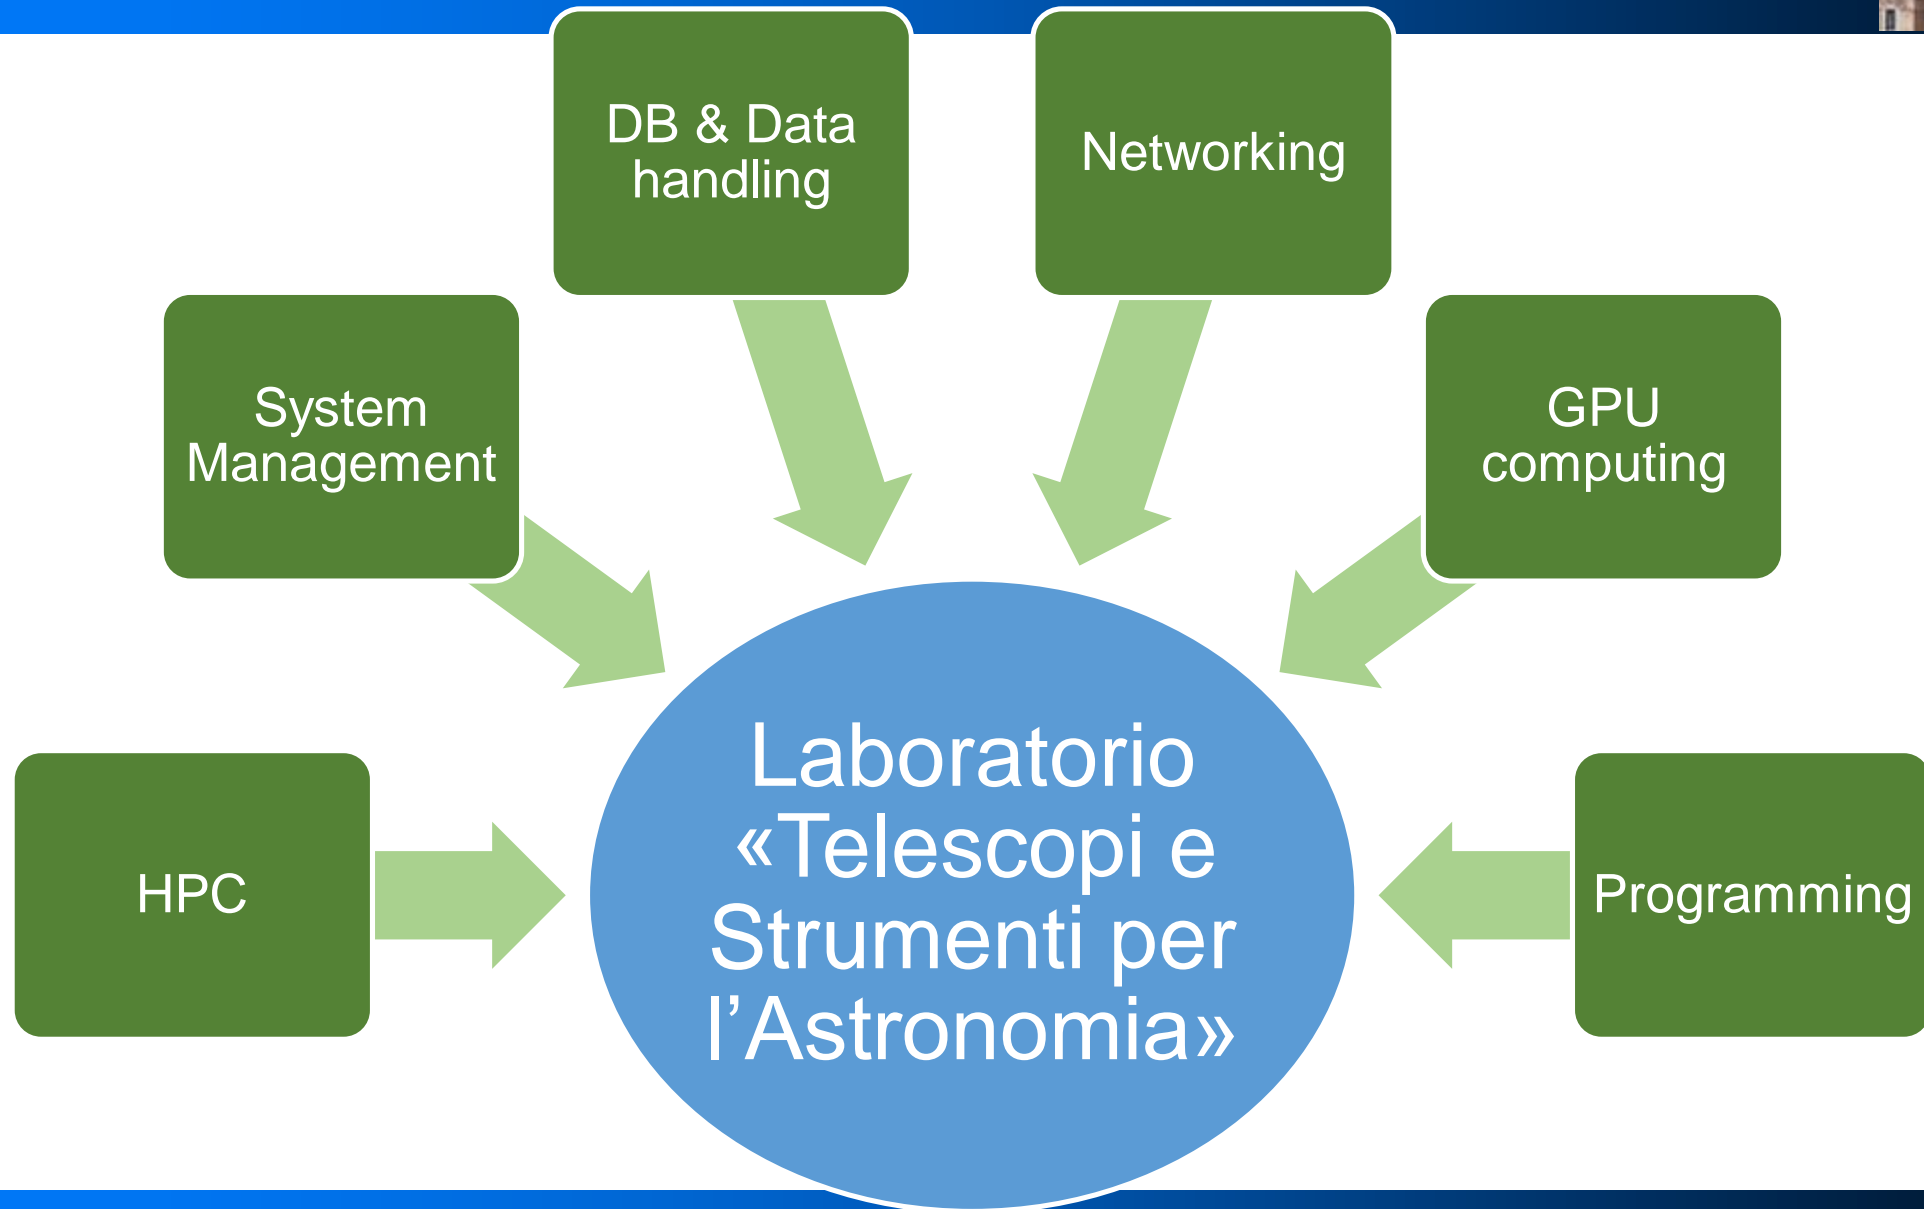 DB & Data
handling
Networking
System
Management
GPU
computing
HPC
Laboratorio
«Telescopi e
Strumenti per
l’Astronomia»
Programming